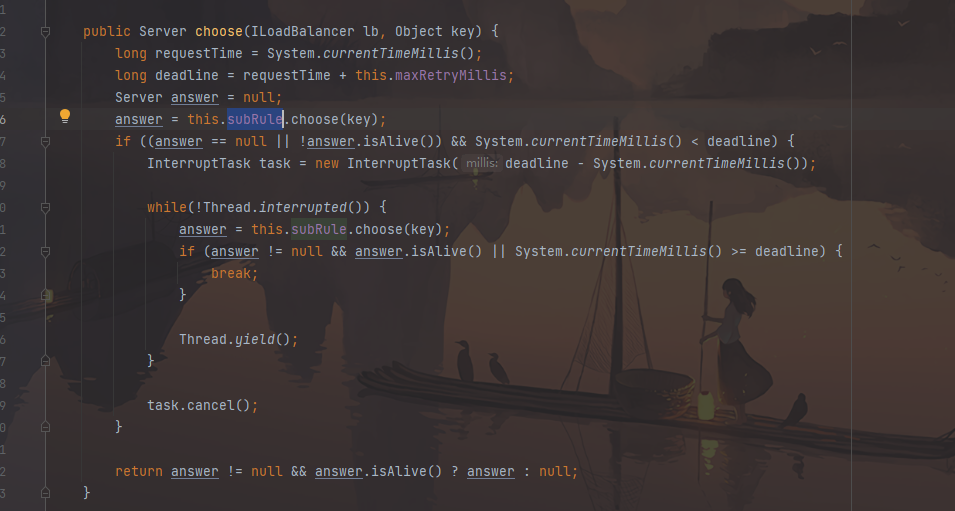 1
2 public Server choose(ILoadBalancer lb, Object key) {
3 long requestTime = System.currentTimeMillis();
4 long deadline = requestTime + this.maxRetryMillis;
5 Server answer = null;
6 answer = this.subRule.choose(key);
7 if ((answer == null || !answer.isAlive()) && System.currentTimeMillis() < deadline) {
8 InterruptTask task = new InterruptTask( millis: deadline - System.currentTimeMillis());
9
0 while(!Thread.interrupted()) {
1 answer = this.subRule.choose(key);
2 if (answer != null && answer.isAlive() || System.currentTimeMillis() >= deadline) {
3 break;
4 }
5
6 Thread.yield();
7 }
8
9 task.cancel();
0 }
1
2 return answer != null && answer.isAlive() ? answer : null;
3 }